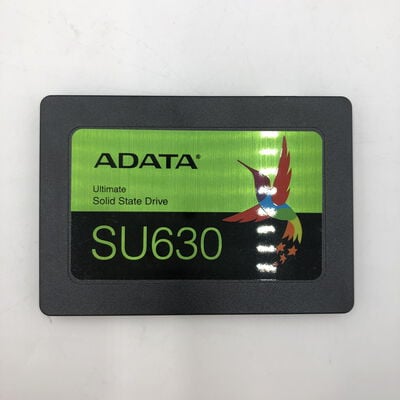 ADATA®
Ultimate
Solid State Drive
SU630